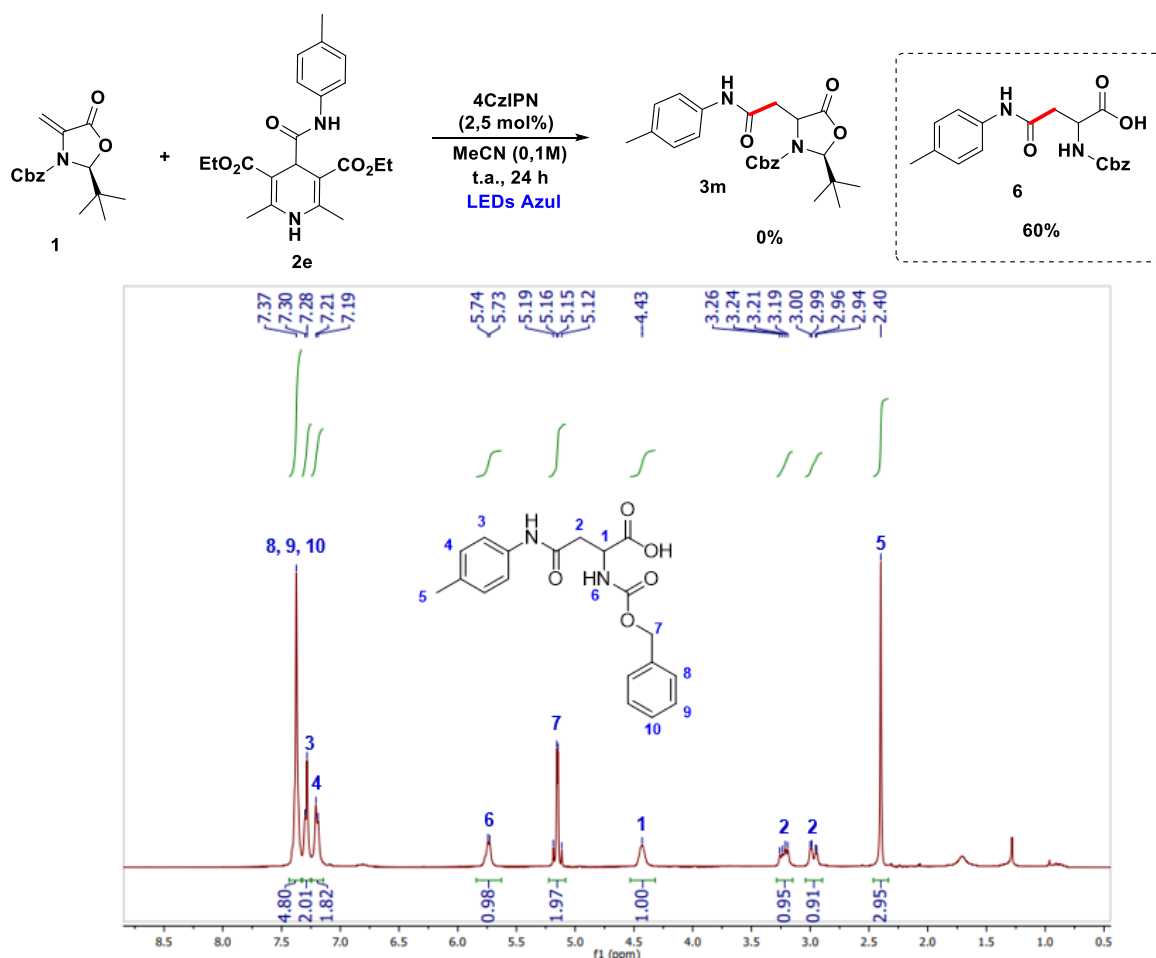 O
O
N
Cbz
1
+
O
NH
EtO₂C
CO₂Et
N
H
2e
4CzIPN
(2,5 mol%)
MeCN (0,1M)
t.a., 24 h
LEDs Azul
H
N
O
O
O
N
Cbz
3m
0%
H
N
O
O
OH
HN
Cbz
6
60%
7.37
7.30
7.28
7.21
7.19
5.74
5.73
5.19
5.16
5.15
5.12
4.43
3.26
3.24
3.21
3.19
3.00
2.99
2.96
2.94
2.40
8, 9, 10
3
4
6
7
1
2
2
5
3
H
N
2
1
O
OH
4
5
O
HN
6
O
O
7
8
9
10
4.80
2.01
1.82
0.98
1.97
1.00
0.95
0.91
2.95
8.5 8.0 7.5 7.0 6.5 6.0 5.5 5.0 4.5 4.0 3.5 3.0 2.5 2.0 1.5 1.0 0.5
f1 (ppm)